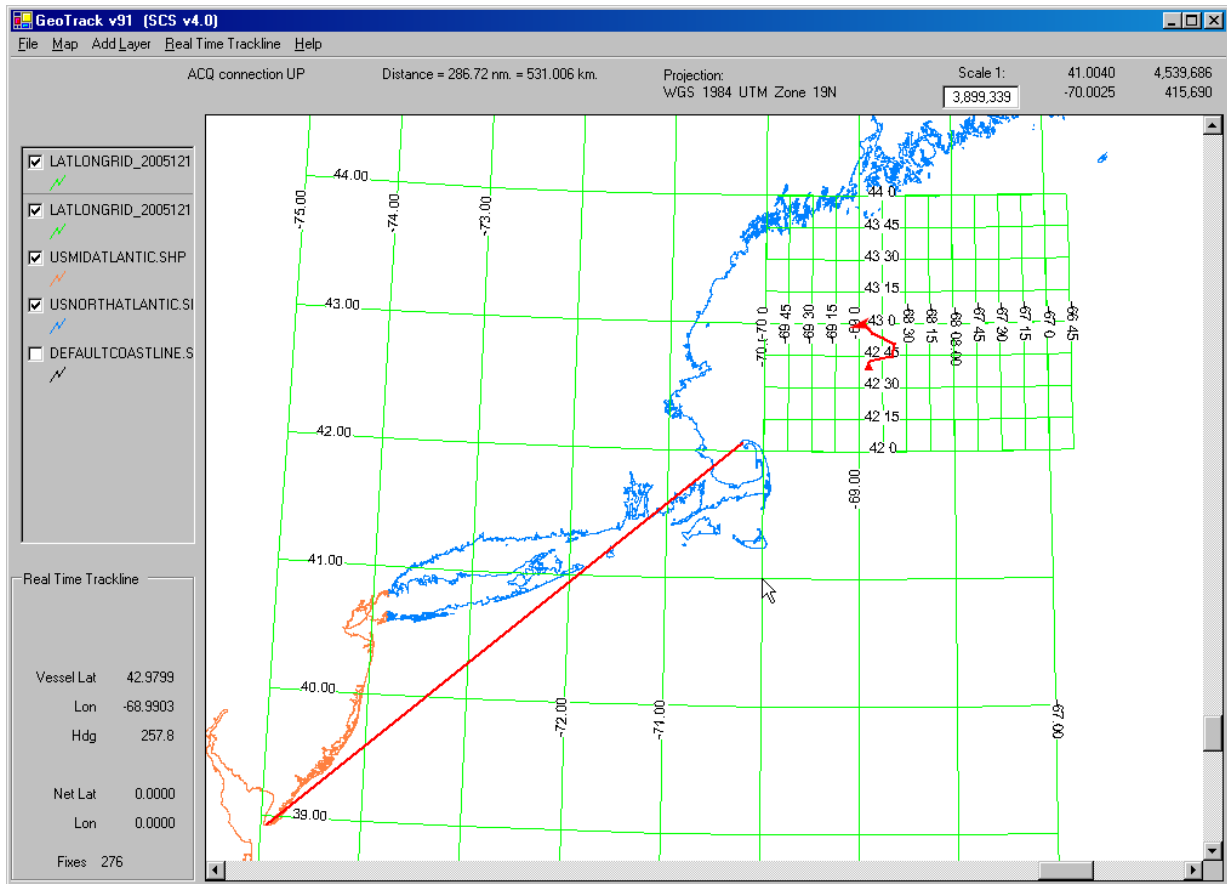 GeoTrack v91 (SCS v4.0)
File Map Add Layer Real Time Trackline Help
ACQ connection UP
Distance = 286.72 nm. = 531.006 km.
Projection:
WGS 1984 UTM Zone 19N
Scale 1:
3,899,339
41.0040
-70.0025
4,539,686
415,690
LATLONGRID_2005121
LATLONGRID_2005121
USMIDATLANTIC.SHP
USNORTHATLANTIC.SI
DEFAULTCOASTLINE.S
Real Time Trackline
Vessel Lat 42.9799
Lon -68.9903
Hdg 257.8
Net Lat 0.0000
Lon 0.0000
Fixes 276
44.00
-75.00
-74.00
-73.00
43.00
42.00
41.00
40.00
39.00
-72.00
-71.00
-69.00
-67.00
44 0
43 45
43 30
43 15
43 0
42 45
42 30
42 15
42 0
-69 45
-69 15
-68 30
-68 15
-68 08.00
-67 45
-67 30
-67 15
-67 0
-66 45